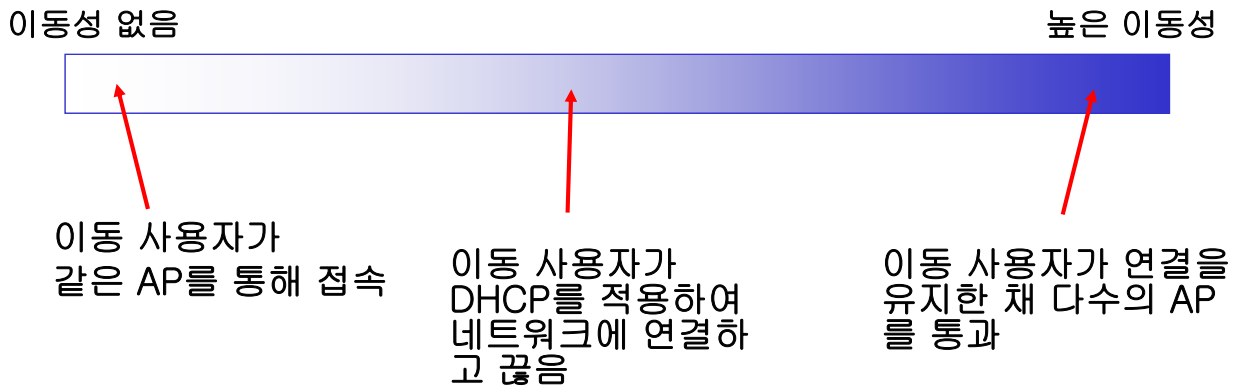 이동성 없음
높은 이동성
이동 사용자가
같은 AP를 통해 접속
이동 사용자가
DHCP를 적용하여
네트워크에 연결하
고 끊음
이동 사용자가 연결을
유지한 채 다수의 AP
를 통과